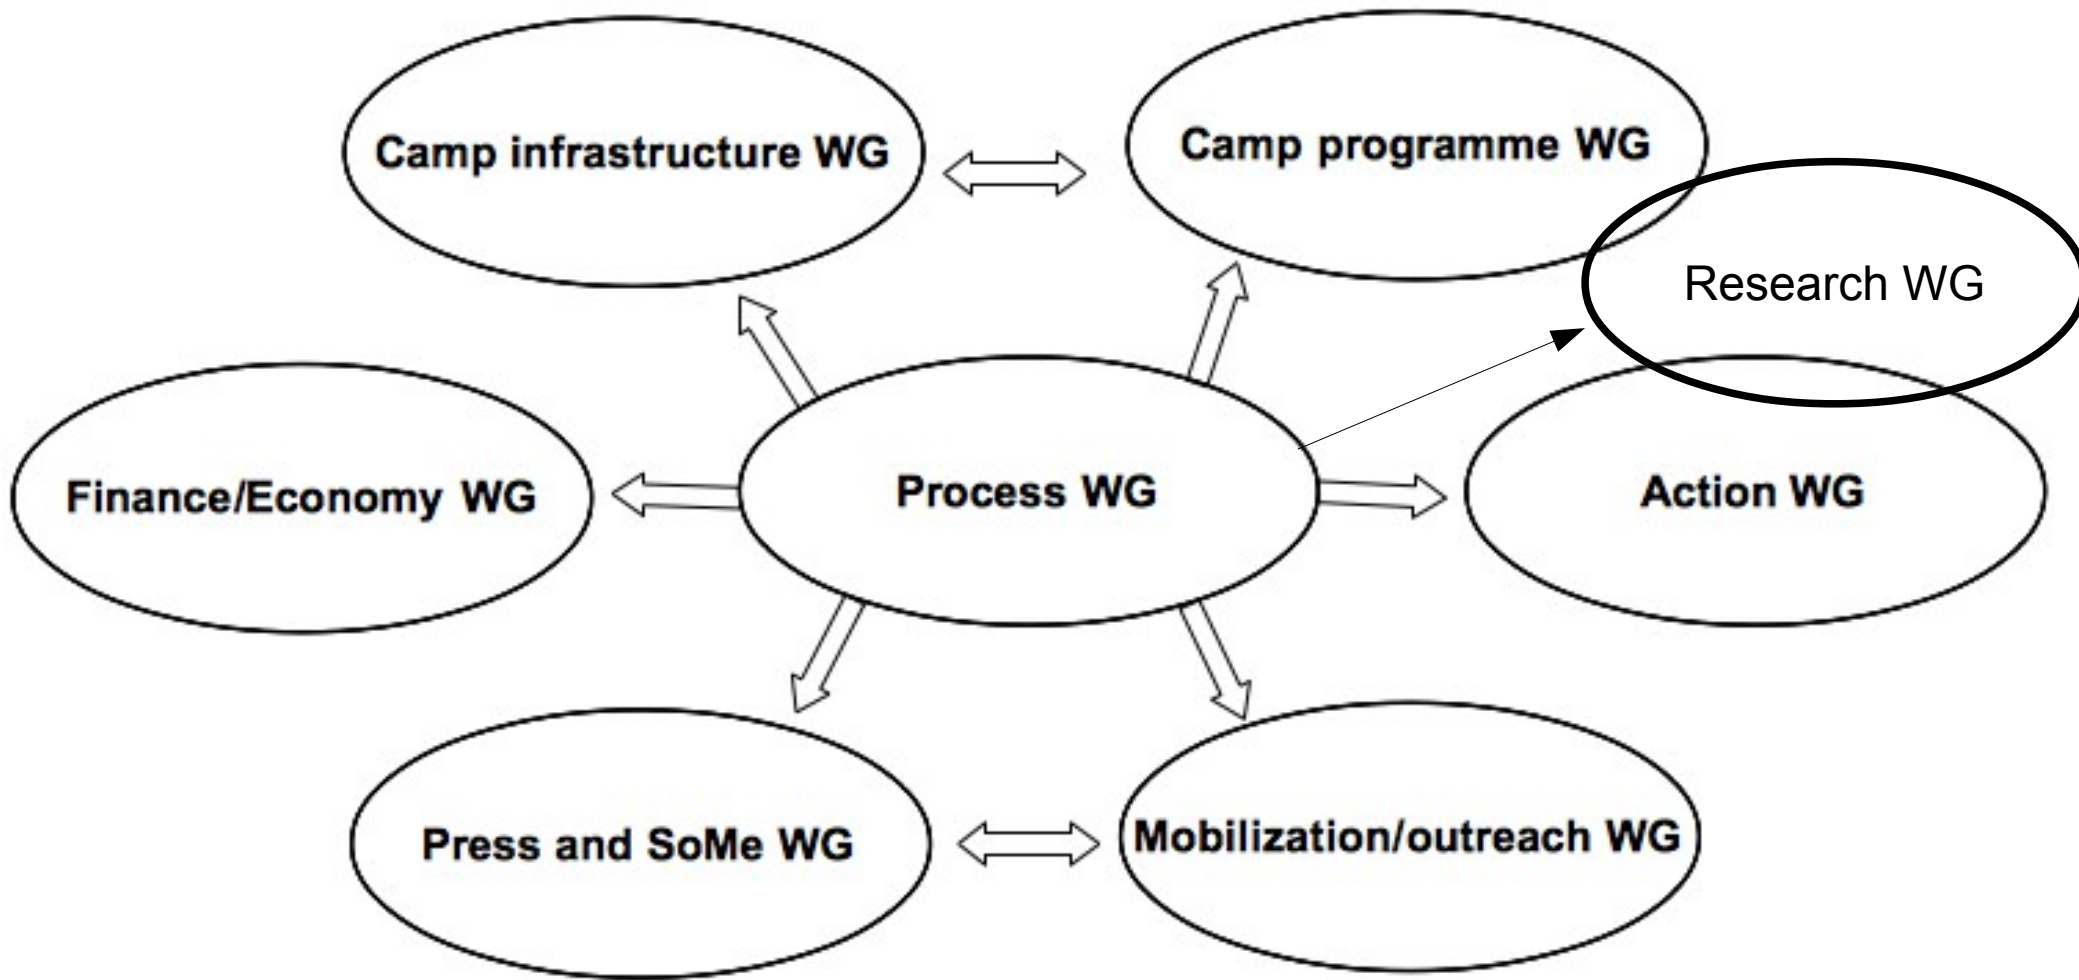 Camp infrastructure WG
Camp programme WG
Research WG
Finance/Economy WG
Process WG
Action WG
Press and SoMe WG
Mobilization/outreach WG